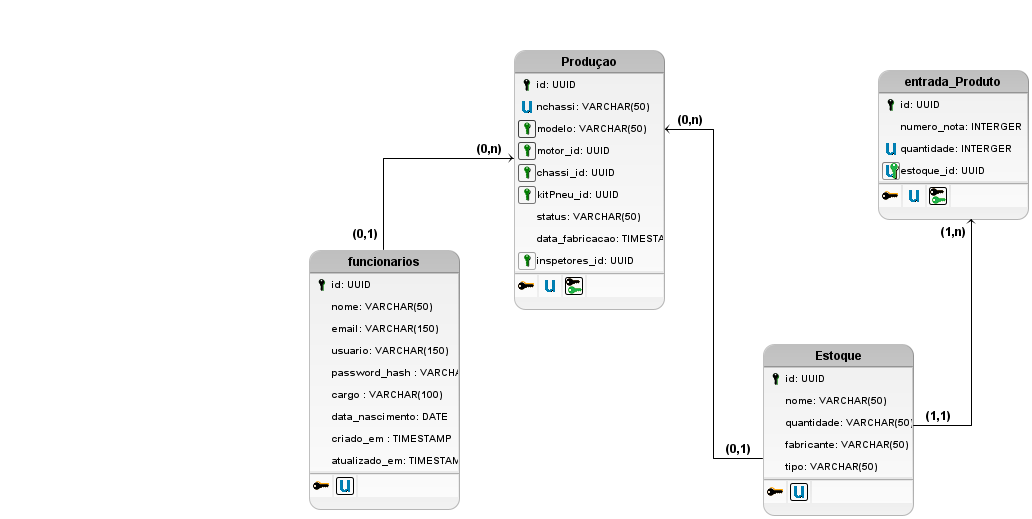 Produçao
id: UUID
nchassi: VARCHAR(50)
modelo: VARCHAR(50)
motor_id: UUID
chassi_id: UUID
kitPneu_id: UUID
status: VARCHAR(50)
data_fabricacao: TIMESTA
inspetores_id: UUID
entrada_Produto
id: UUID
numero_nota: INTERGER
quantidade: INTERGER
estoque_id: UUID
(0,n)
(0,n)
(0,1)
(1,n)
funcionarios
id: UUID
nome: VARCHAR(50)
email: VARCHAR(150)
usuario: VARCHAR(150)
password_hash : VARCHA
cargo : VARCHAR(100)
data_nascimento: DATE
criado_em : TIMESTAMP
atualizado_em: TIMESTAM
Estoque
id: UUID
nome: VARCHAR(50)
quantidade: VARCHAR(50)
fabricante: VARCHAR(50)
tipo: VARCHAR(50)
(1,1)
(0,1)